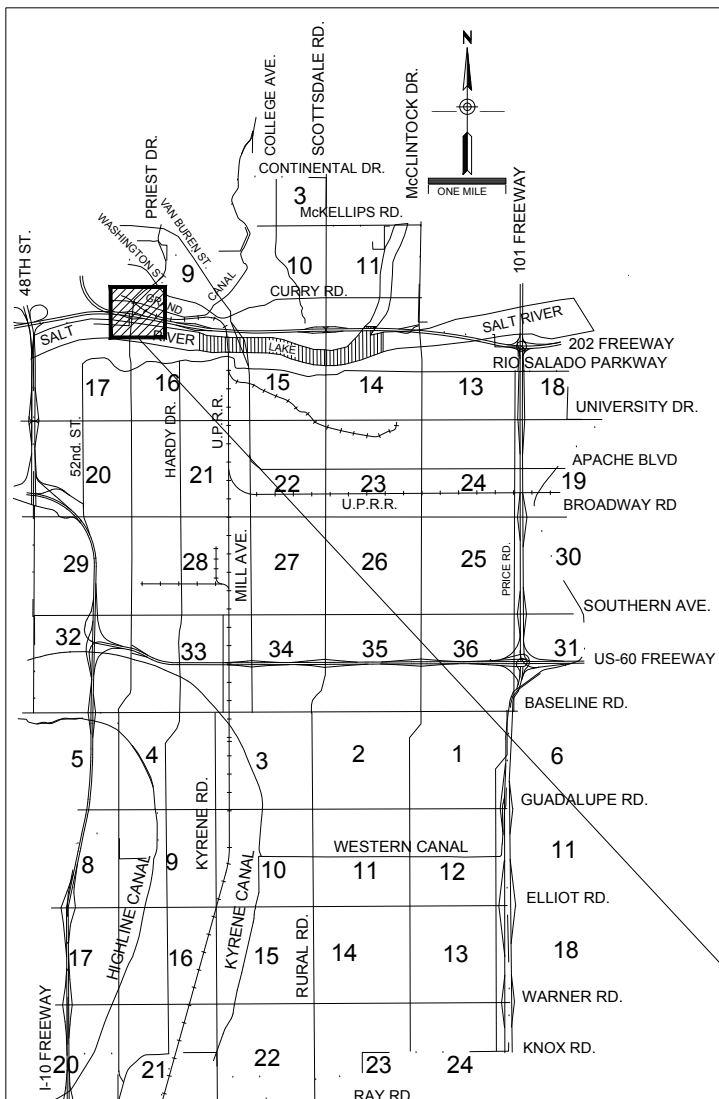 N
ONE MILE
48TH ST.
PRIEST DR.
COLLEGE AVE.
SCOTTSDALE RD.
McCLINTOCK DR.
101 FREEWAY
CONTINENTAL DR.
3
McKELLIPS RD.
VAN BUREN ST.
WASHINGTON ST.
9
10
11
CANAL
GRAND
CURRY RD.
SALT RIVER
SALT
RIVER
LAKE
202 FREEWAY
RIO SALADO PARKWAY
17
16
15
14
13
18
UNIVERSITY DR.
52nd. ST.
HARDY DR.
U.P.R.R.
APACHE BLVD
20
21
22
23
24
19
U.P.R.R.
BROADWAY RD
29
28
27
26
25
30
MILL AVE.
PRICE RD.
SOUTHERN AVE.
32
33
34
35
36
31
US-60 FREEWAY
BASELINE RD.
5
4
3
2
1
6
KYRENE RD.
GUADALUPE RD.
WESTERN CANAL
8
9
10
11
12
11
HIGHLINE CANAL
KYRENE CANAL
ELLIOT RD.
17
16
15
14
13
18
RURAL RD.
WARNER RD.
I-10 FREEWAY
KNOX RD.
20
21
22
23
24
RAY RD